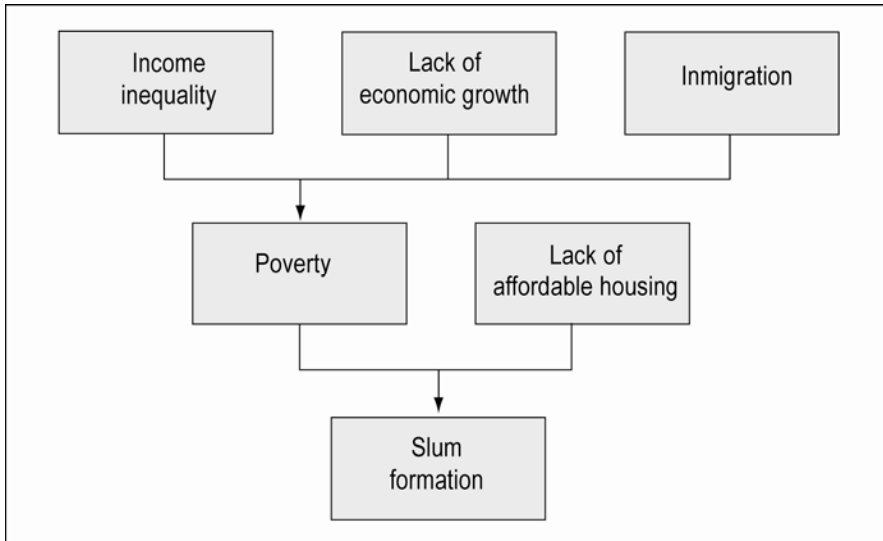 Income
inequality
Lack of
economic growth
Inmigration
Poverty
Lack of
affordable housing
Slum
formation